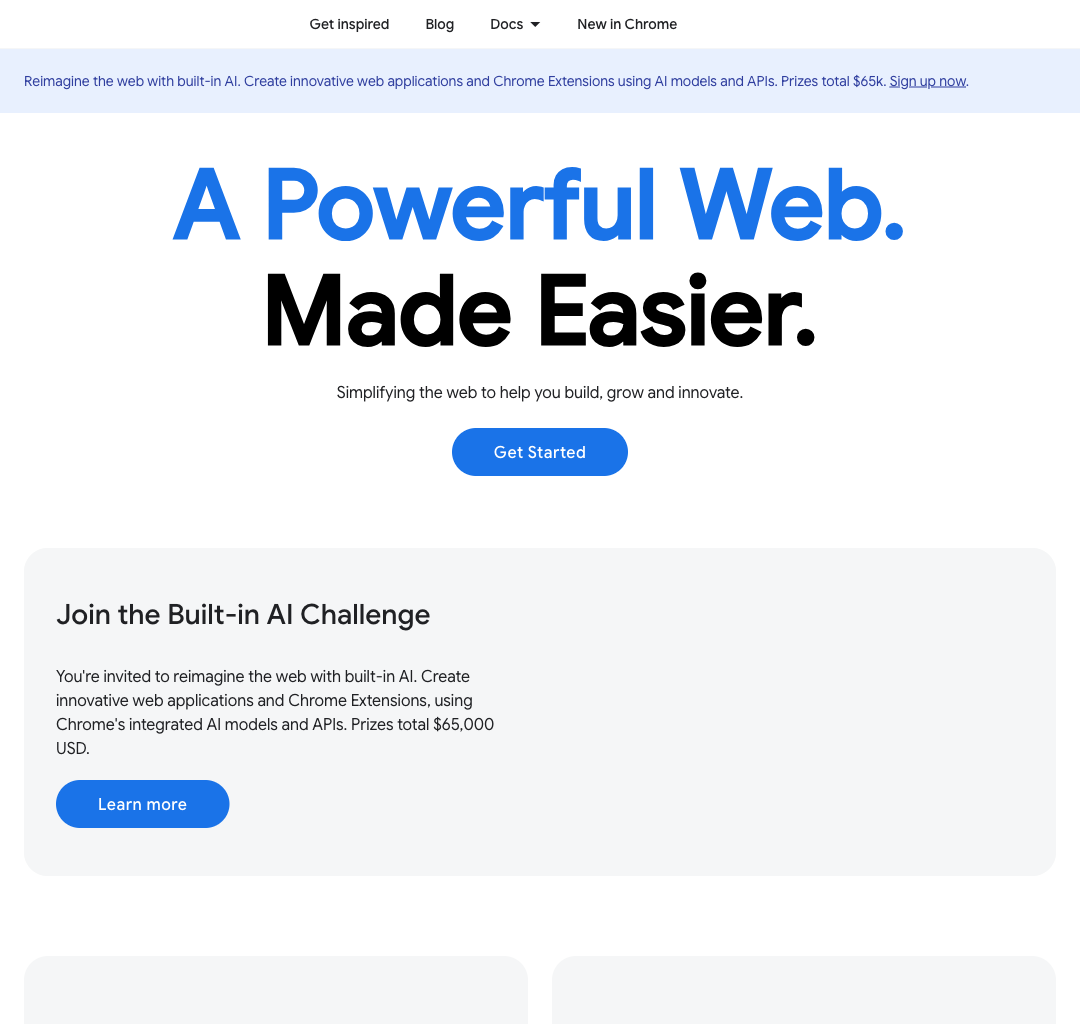 Get inspired
Blog
Docs
New in Chrome
Reimagine the web with built-in AI. Create innovative web applications and Chrome Extensions using AI models and APIs. Prizes total $65k. Sign up now.
A Powerful Web.
Made Easier.
Simplifying the web to help you build, grow and innovate.
Get Started
Join the Built-in AI Challenge
You're invited to reimagine the web with built-in AI. Create
innovative web applications and Chrome Extensions, using
Chrome's integrated AI models and APIs. Prizes total $65,000
USD.
Learn more